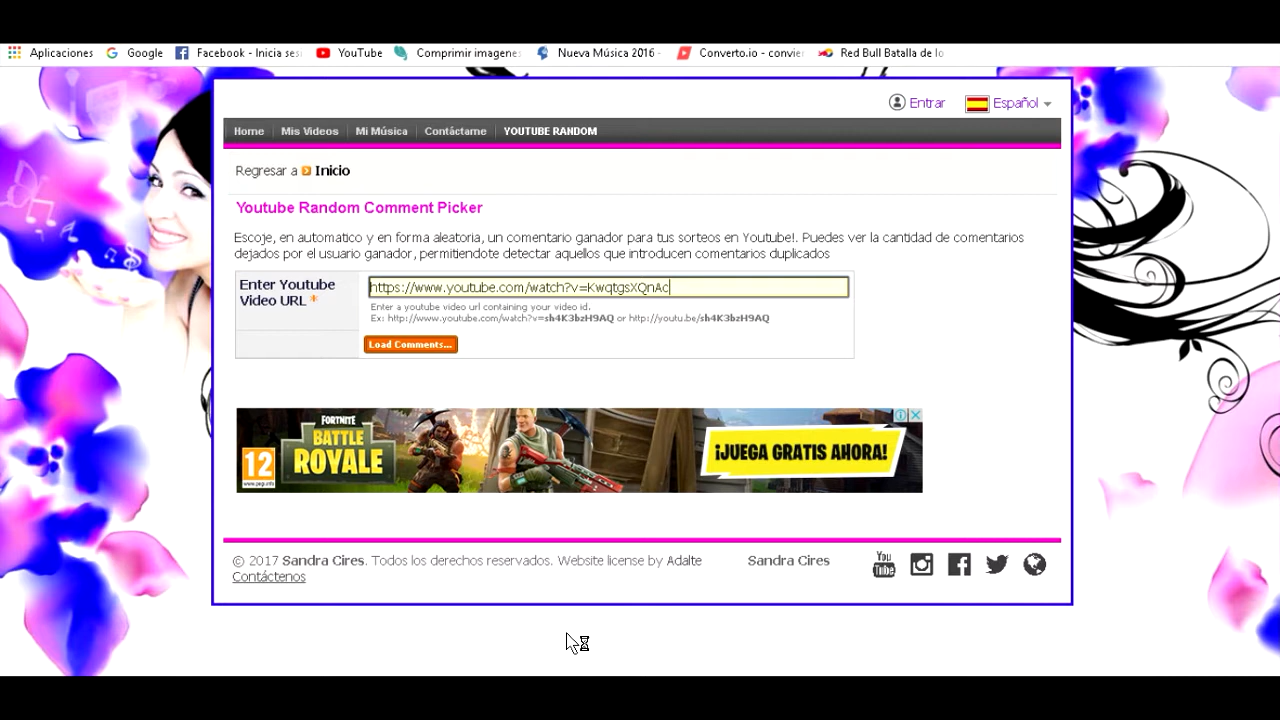 Aplicaciones Google Facebook - Inicia ses YouTube Comprimir imagenes Nueva Música 2016 - Converto.io - convie Red Bull Batalla de lo
Entrar Español
Home Mis Videos Mi Música Contáctame YOUTUBE RANDOM
Regresar a Inicio
Youtube Random Comment Picker
Escoje, en automatico y en forma aleatoria, un comentario ganador para tus sorteos en Youtube!. Puedes ver la cantidad de comentarios
dejados por el usuario ganador, permitiendote detectar aquellos que introducen comentarios duplicados
Enter Youtube
Video URL *
https://www.youtube.com/watch?v=KwqtgsXQnAc
Enter a youtube video url containing your video id.
Ex: http://www.youtube.com/watch?v=sh4K3bzH9AQ or http://youtu.be/sh4K3bzH9AQ
Load Comments...
FORTNITE
BATTLE
ROYALE
12
www.pegi.info
¡JUEGA GRATIS AHORA!
© 2017 Sandra Cires. Todos los derechos reservados. Website license by Adalte
Contáctenos
Sandra Cires
You
Tube